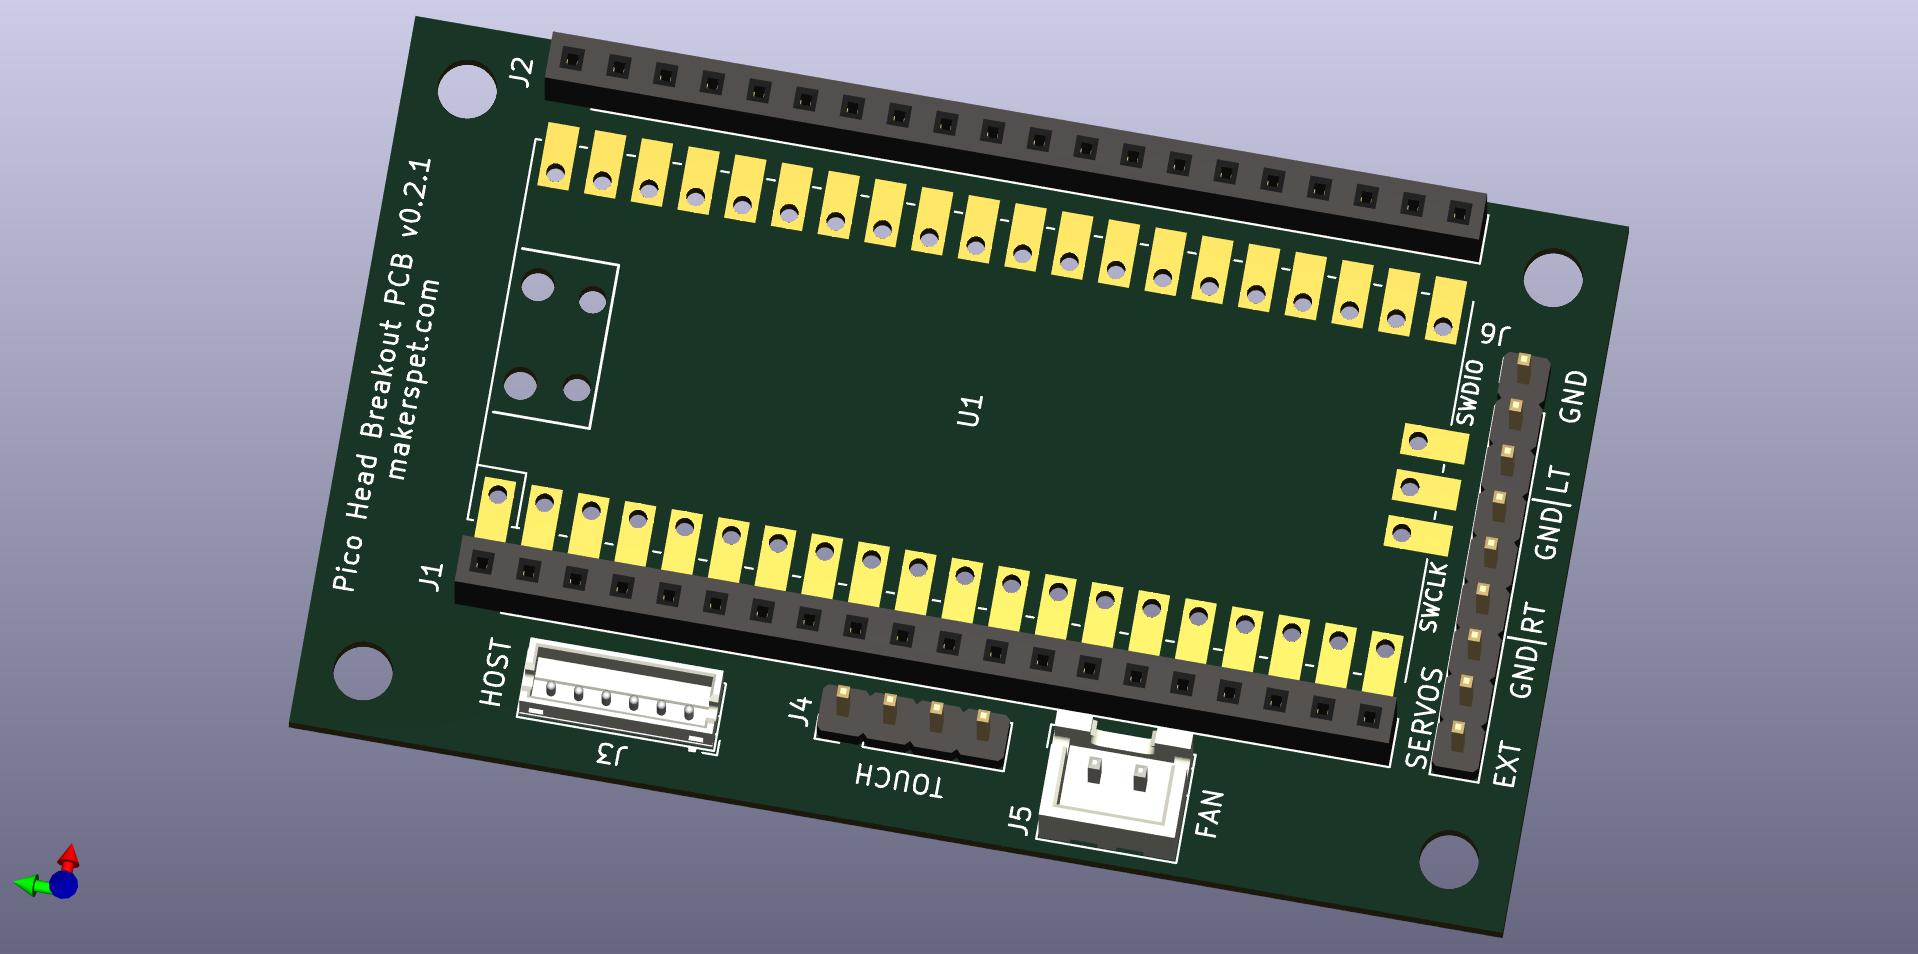 J2
Pico Head Breakout PCB v0.2.1
makerspet.com
U1
J6
SWDIO
GND
GND|LT
SWCLK
GND|RT
SERVOS
EXT
J1
HOST
J3
J4
TOUCH
J5
FAN